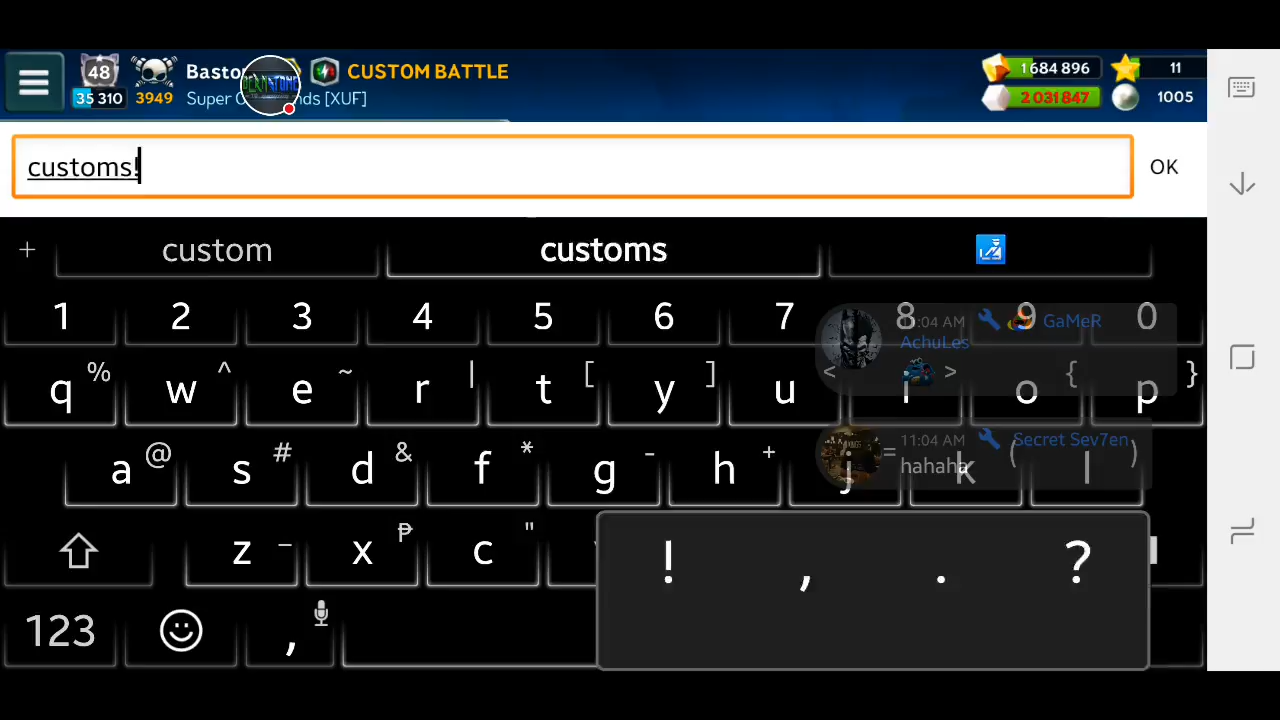 48
35 310
3949
CUSTOM BATTLE
Super
nds [XUF]
1 684 896
11
2 031 847
1005
customs!
OK
+
custom
customs
1 2 3 4 5 6 7 8 9 0
11:04 AM GaMeR
AchuLes
q % w ^ e ~ r | t [ y ] u < i > o { p }
11:04 AM Secret Sev7en
hahaha
a @ s # d & f * g - h + j = k ( l )
z – x ₱ c "
! , . ?
123 ,